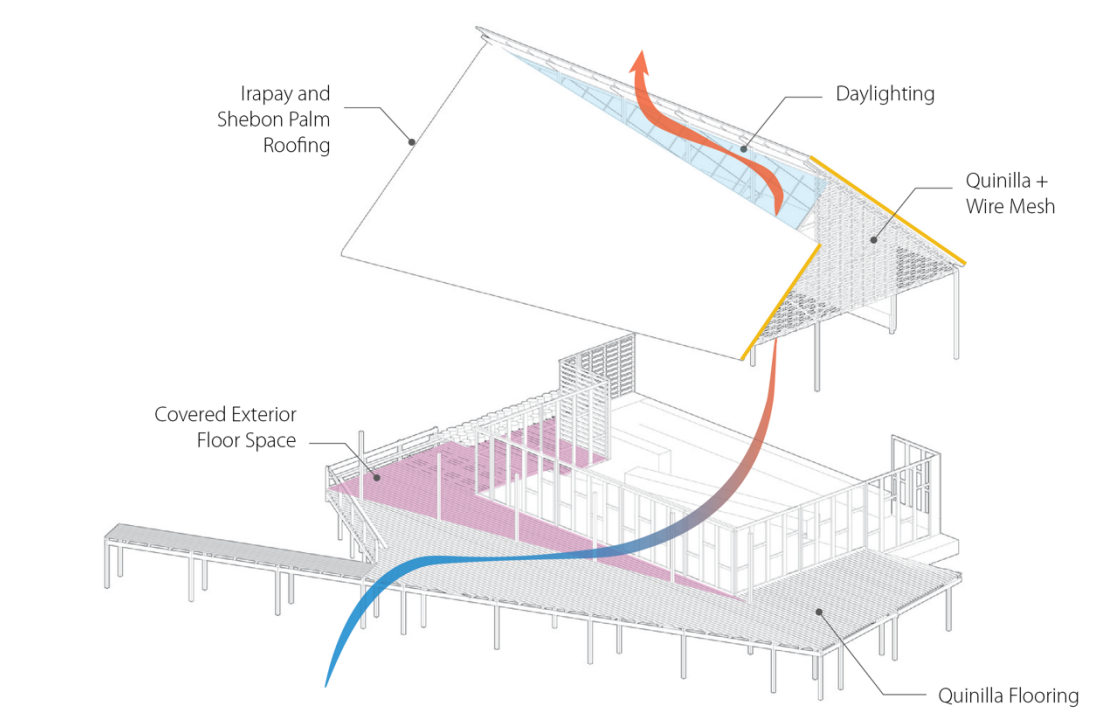 Irapay and
Shebon Palm
Roofing
Daylighting
Quinilla +
Wire Mesh
Covered Exterior
Floor Space
Quinilla Flooring